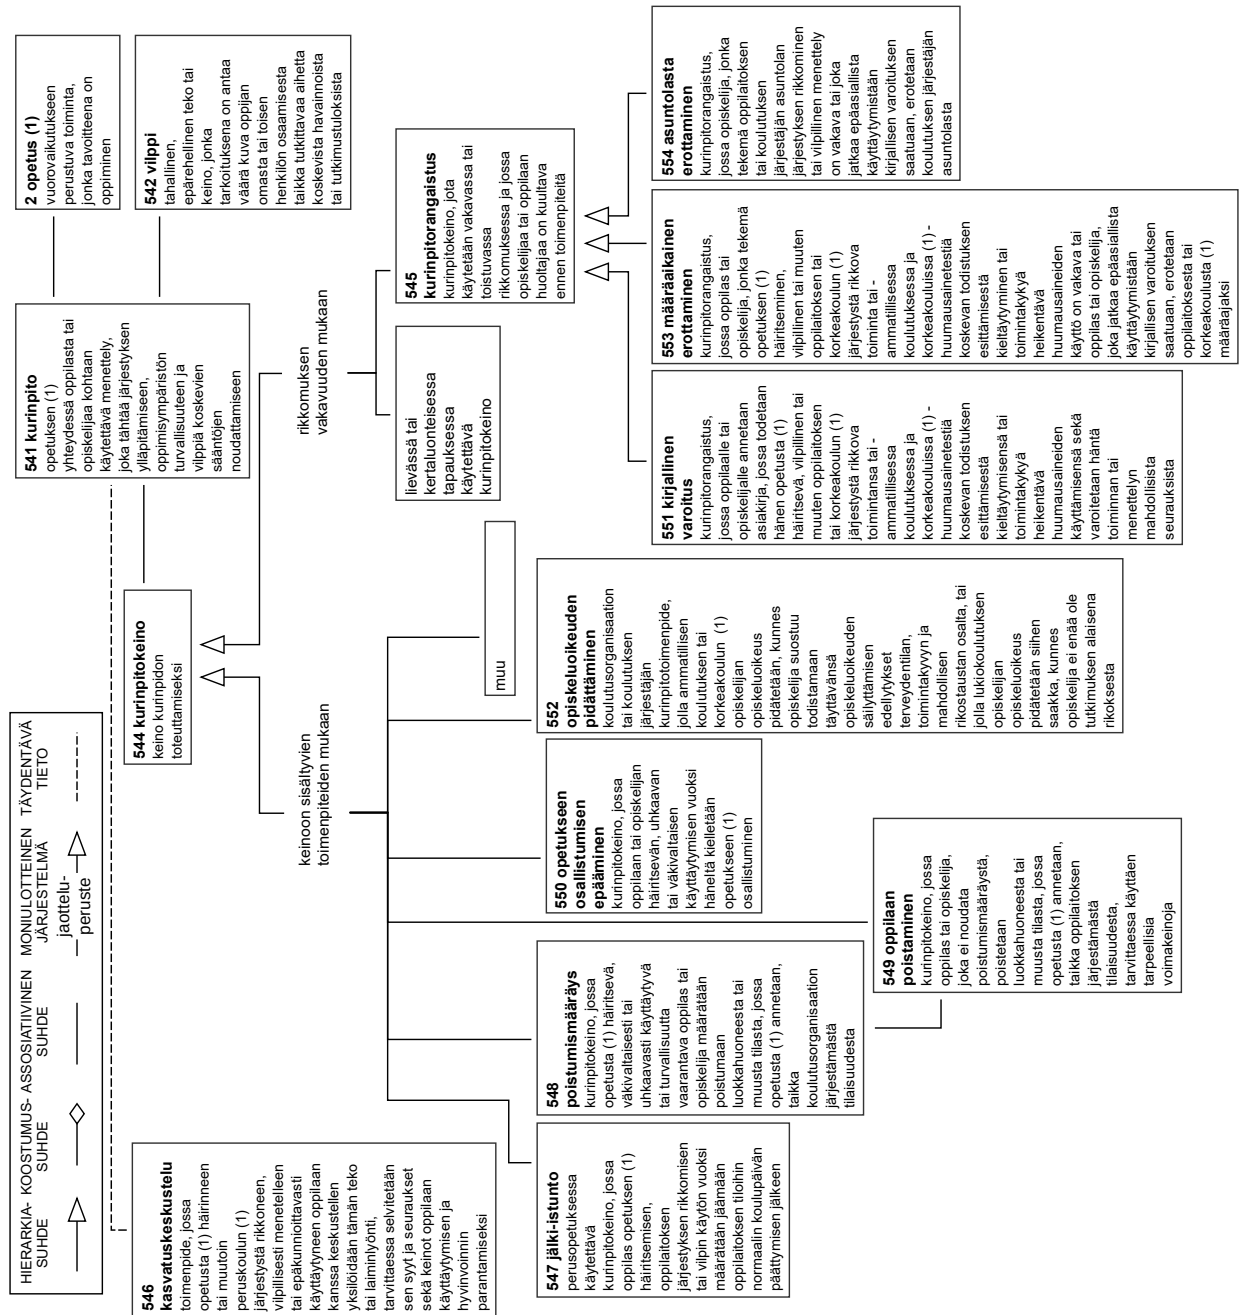 HIERARKIA-
SUHDE
KOOSTUMUS-
SUHDE
ASSOSIATIIVINEN
SUHDE
MONIULOTTEINEN
JÄRJESTELMÄ
jaottelu-
peruste
TÄYDENTÄVÄ
TIETO
2 opetus (1)
vuorovaikutukseen
perustuva toiminta,
jonka tavoitteena on
oppiminen
541 kurinpito
opetuksen (1)
yhteydessä oppilasta tai
opiskelijaa kohtaan
käytettävä menettely,
joka tähtää järjestyksen
ylläpitämiseen,
oppimisympäristön
turvallisuuteen ja
vilppiä koskevien
sääntöjen
noudattamiseen
542 vilppi
tahallinen,
epärehellinen teko tai
keino, jonka
tarkoituksena on antaa
väärä kuva oppijan
omasta tai toisen
henkilön osaamisesta
taikka tutkittavaa aihetta
koskevista havainnoista
tai tutkimustuloksista
544 kurinpitokeino
keino kurinpidon
toteuttamiseksi
546
kasvatuskeskustelu
toimenpide, jossa
opetusta (1) häirinneen
tai muutoin
peruskoulun (1)
järjestystä rikkoneen,
vilpillisesti menetelleen
tai epäkunnioittavasti
käyttäytyneen oppilaan
kanssa keskustellen
yksilöidään tämän teko
tai laiminlyönti,
tarvittaessa selvitetään
sen syyt ja seuraukset
sekä keinot oppilaan
käyttäytymisen ja
hyvinvoinnin
parantamiseksi
keinoon sisältyvien
toimenpiteiden mukaan
rikomuksen
vakavuuden mukaan
lievässä tai
kertaluonteisessa
tapauksessa
käytettävä
kurinpitokeino
545
kurinpitorangaistus
kurinpitokeino, jota
käytetään vakavassa tai
toistuvassa
rikkomuksessa ja jossa
opiskelijaa tai oppilaan
huoltajaa on kuultava
ennen toimenpiteitä
547 jälki-istunto
perusopetuksessa
käytettävä
kurinpitokeino, jossa
oppilas opetuksen (1)
häiritsemisen,
oppilaitoksen
järjestyksen rikkomisen
tai vilpin käytön vuoksi
määrätään jäämään
oppilaitoksen tiloihin
normaalin koulupäivän
päättymisen jälkeen
548
poistumismääräys
kurinpitokeino, jossa
opetusta (1) häiritsevä,
väkivaltaisesti tai
uhkaavasti käyttäytyvä
tai turvallisuutta
vaarantava oppilas tai
opiskelija määrätään
poistumaan
luokkahuoneesta tai
muusta tilasta, jossa
opetusta (1) annetaan,
taikka
koulutusorganisaation
järjestämästä
tilaisuudesta
549 oppilaan
poistaminen
kurinpitokeino, jossa
oppilas tai opiskelija,
joka ei noudata
poistumismääräystä,
poistetaan
luokkahuoneesta tai
muusta tilasta, jossa
opetusta (1) annetaan,
taikka oppilaitoksen
järjestämästä
tilaisuudesta,
tarvittaessa käyttäen
tarpeellisia
voimakeinoja
550 opetukseen
osallistumisen
epääminen
kurinpitokeino, jossa
oppilaan tai opiskelijan
häiritsevän, uhkaavan
tai väkivaltaisen
käyttäytymisen vuoksi
häneltä kielletään
opetukseen (1)
osallistuminen
552
opiskeluoikeuden
pidättäminen
koulutusorganisaation
tai koulutuksen
järjestäjän
kurinpitotoimenpide,
jolla ammatillisen
koulutuksen tai
korkeakoulun (1)
opiskelijan
opiskeluoikeus
pidätetään, kunnes
opiskelija suostuu
todistamaan
täyttävänsä
opiskeluoikeuden
säilyttämisen
edellytykset
terveydentilan,
toimintakyvyn ja
mahdollisen
rikostaustan osalta, tai
jolla lukiokoulutuksen
opiskelijan
opiskeluoikeus
pidätetään siihen
saakka, kunnes
opiskelija ei enää ole
tutkimuksen alaisena
rikoksesta
muu
551 kirjallinen
varoitus
kurinpitorangaistus,
jossa oppilaalle tai
opiskelijalle annetaan
asiakirja, jossa todetaan
hänen opetusta (1)
häiritsevä, vilpillinen tai
muuten oppilaitoksen
tai korkeakoulun (1)
järjestystä rikkova
toimintansa tai -
ammatillisessa
koulutuksessa ja
korkeakouluissa (1) -
huumausainetestiä
koskevan todistuksen
esittämisestä
kieltäytymisensä tai
toimintakykyä
heikentävä
huumausaineiden
käyttämisensä sekä
varoitetaan häntä
toiminnan tai
menettelyn
mahdollisista
seurauksista
553 määräaikainen
erottaminen
kurinpitorangaistus,
jossa oppilas tai
opiskelija, jonka tekemä
opetuksen (1)
häiritseminen,
vilpillinen tai muuten
oppilaitoksen tai
korkeakoulun (1)
järjestystä rikkova
toiminta tai -
ammatillisessa
koulutuksessa ja
korkeakouluissa (1) -
huumausainetestiä
koskevan todistuksen
esittämisestä
kieltäytyminen tai
toimintakykyä
heikentävä
huumausaineiden
käyttö on vakava tai
oppilas tai opiskelija,
joka jatkaa epäasiallista
käyttäytymistään
kirjallisen varoituksen
saatuaan, erotetaan
oppilaitoksesta tai
korkeakoulusta (1)
määräajaksi
554 asuntolasta
erottaminen
kurinpitorangaistus,
jossa opiskelija, jonka
tekemä oppilaitoksen
tai koulutuksen
järjestäjän asuntolan
järjestyksen rikkominen
tai vilpillinen menettely
on vakava tai joka
jatkaa epäasiallista
käyttäytymistään
kirjallisen varoituksen
saatuaan, erotetaan
koulutuksen järjestäjän
asuntolasta